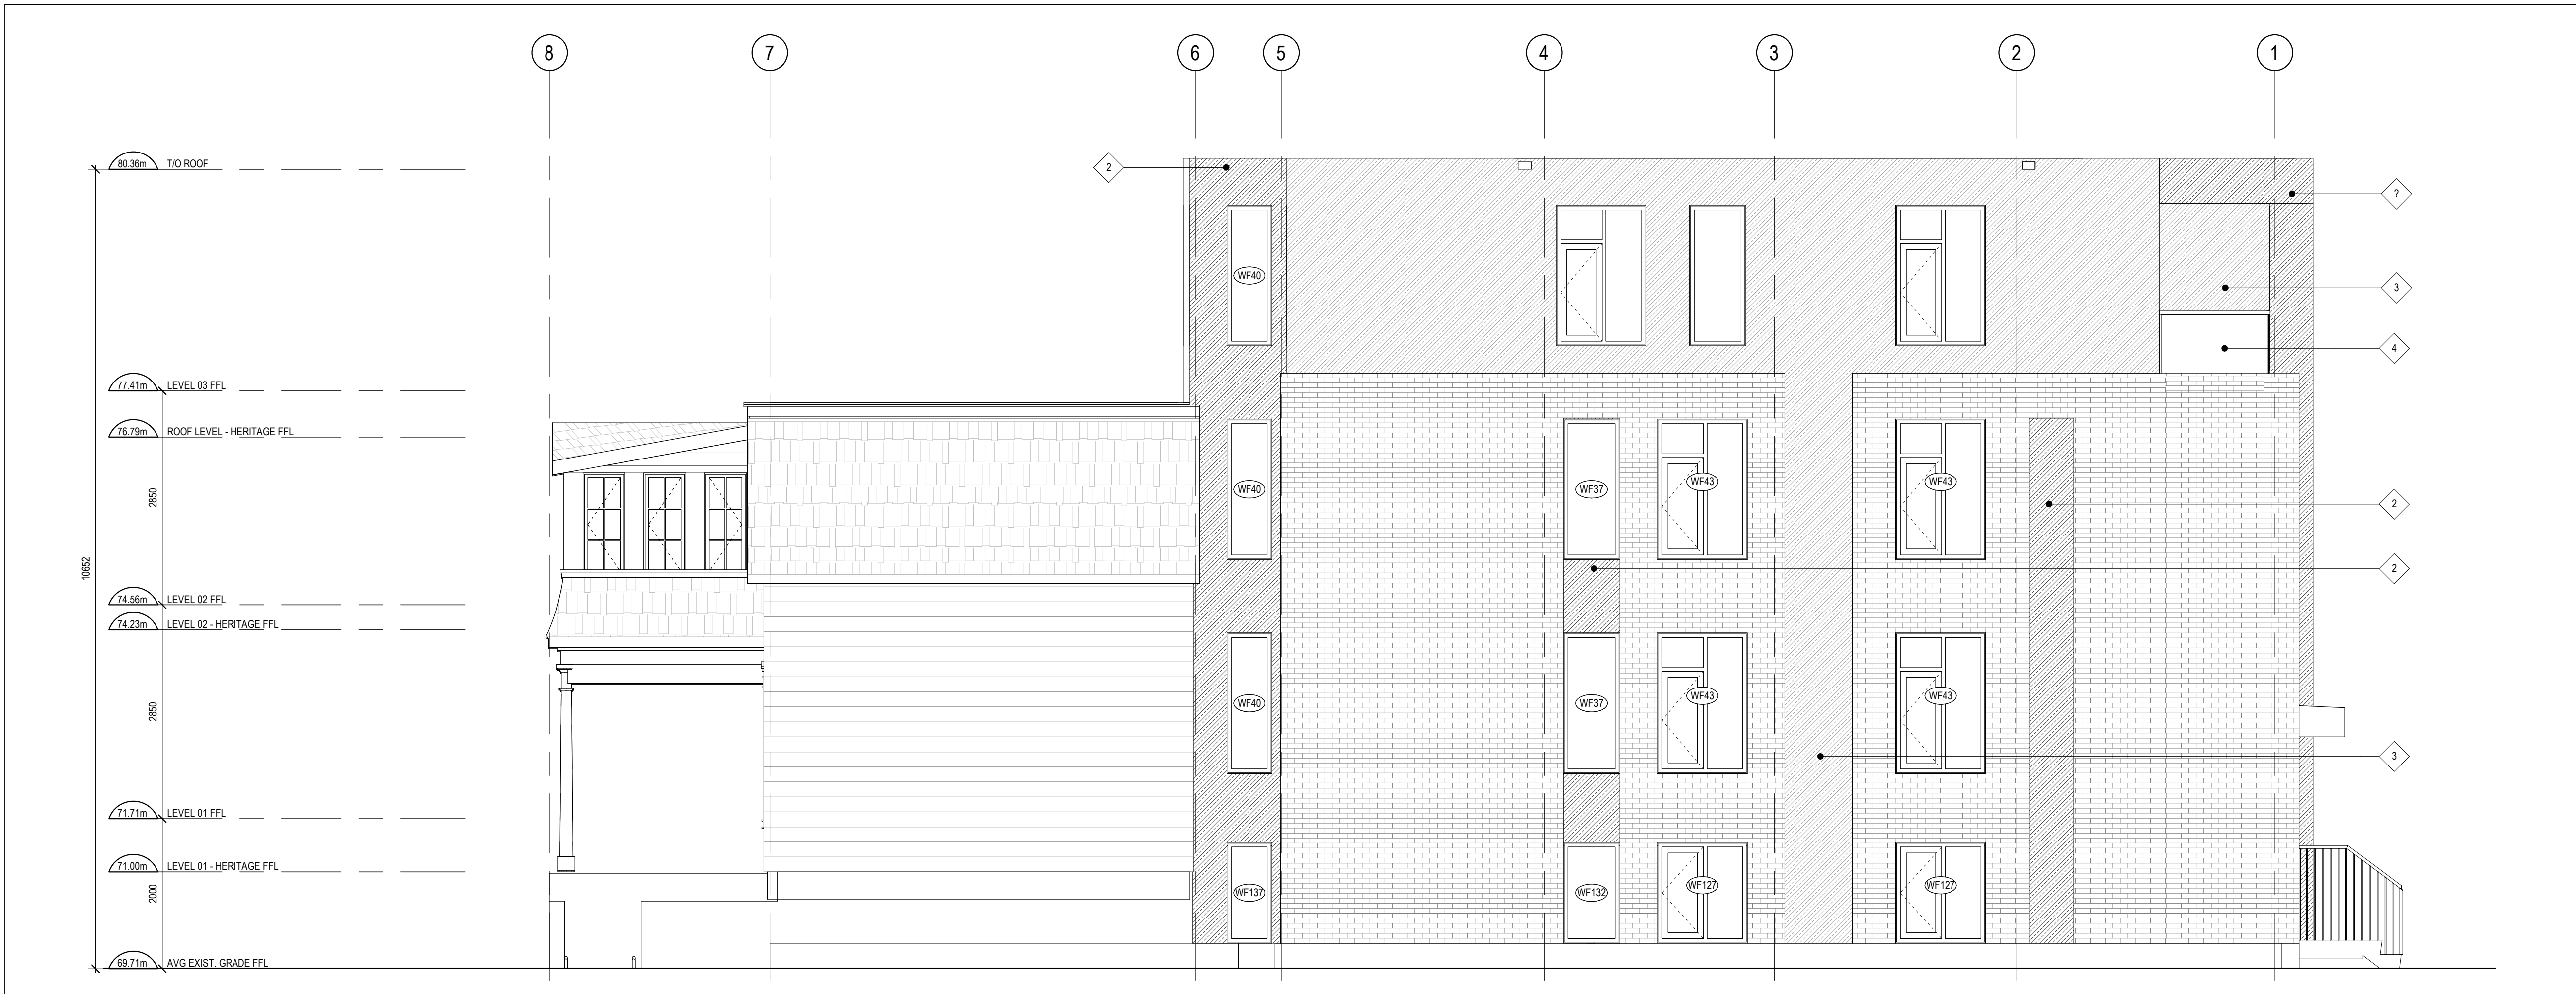 8 7 6 5 4 3 2 1
80.36m T/O ROOF
2
?
WF40
3
4
77.41m LEVEL 03 FFL
76.79m ROOF LEVEL - HERITAGE FFL
2850
WF40 WF37 WF43 WF43
2
10652
2
74.56m LEVEL 02 FFL
74.23m LEVEL 02 - HERITAGE FFL
2850
WF40 WF37 WF43 WF43
3
71.71m LEVEL 01 FFL
71.00m LEVEL 01 - HERITAGE FFL
2000
WF137 WF132 WF127 WF127
69.71m AVG EXIST. GRADE FFL